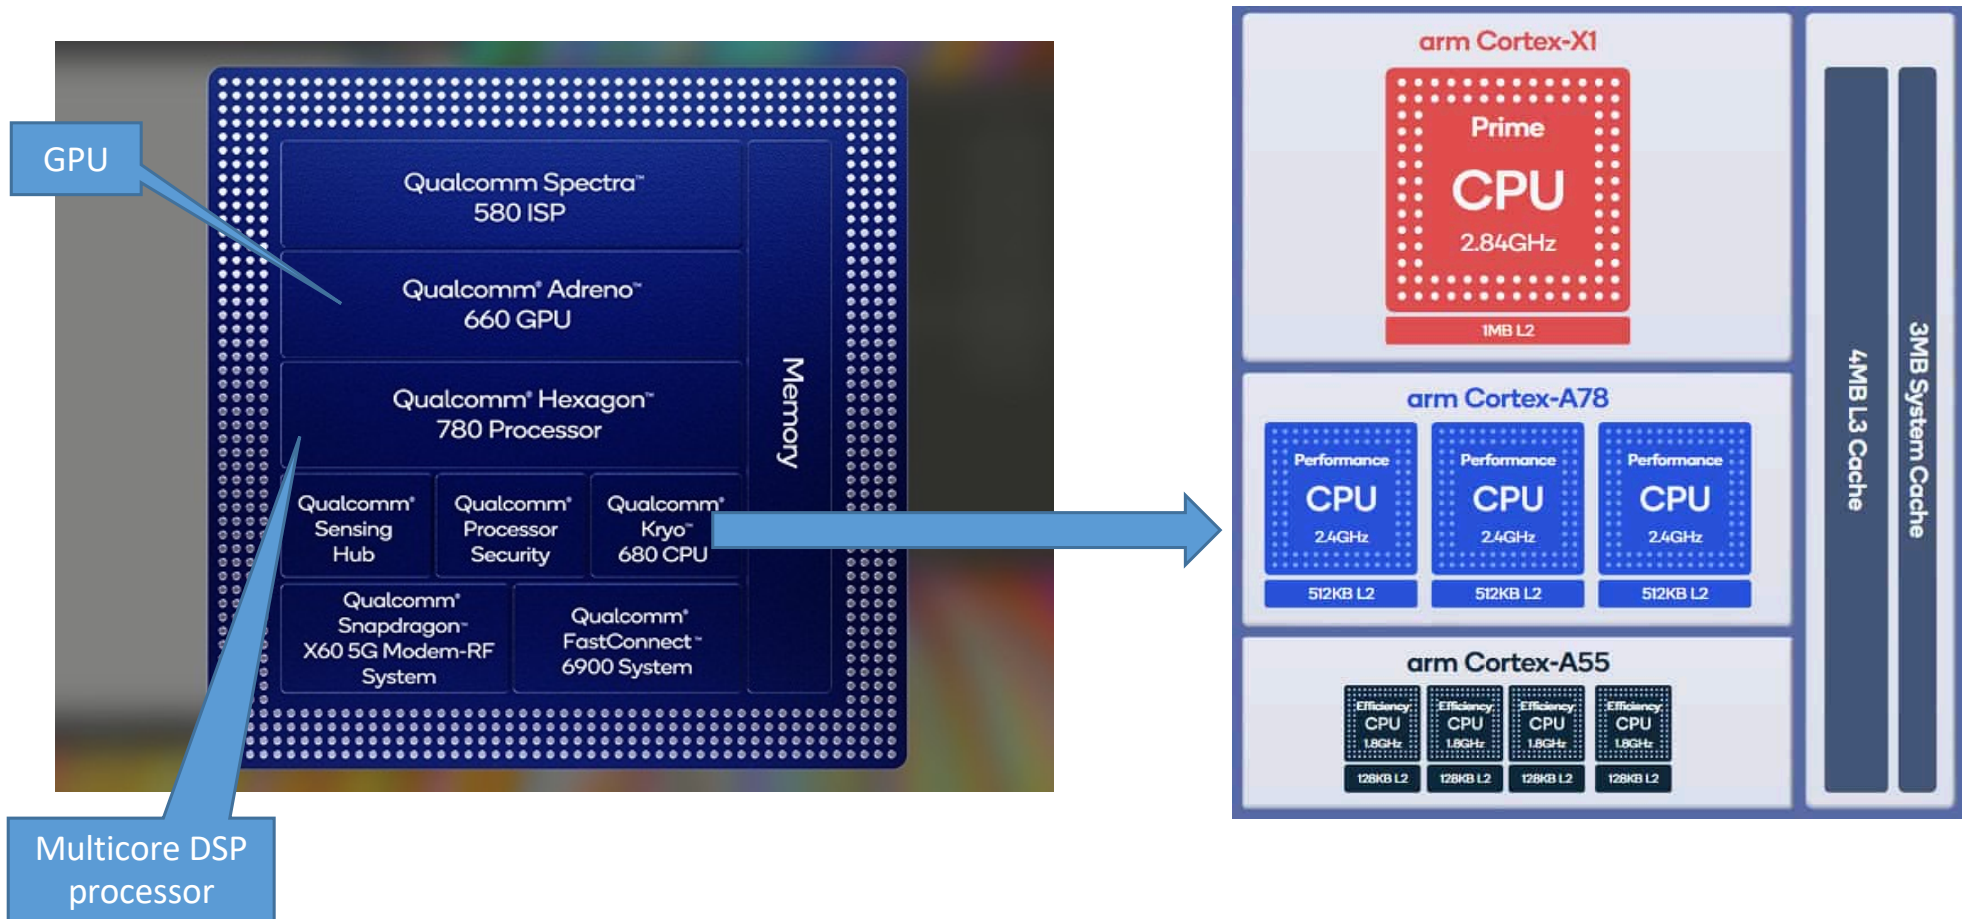 GPU
Qualcomm Spectra™
580 ISP
Qualcomm® Adreno™
660 GPU
Qualcomm® Hexagon™
780 Processor
Qualcomm®
Sensing
Hub
Qualcomm®
Processor
Security
Qualcomm®
Kryo™
680 CPU
Qualcomm®
Snapdragon™
X60 5G Modem-RF
System
Qualcomm®
FastConnect™
6900 System
Memory
Multicore DSP
processor
arm Cortex-X1
Prime
CPU
2.84GHz
1MB L2
arm Cortex-A78
Performance
CPU
2.4GHz
512KB L2
Performance
CPU
2.4GHz
512KB L2
Performance
CPU
2.4GHz
512KB L2
arm Cortex-A55
Efficiency
CPU
1.8GHz
128KB L2
Efficiency
CPU
1.8GHz
128KB L2
Efficiency
CPU
1.8GHz
128KB L2
Efficiency
CPU
1.8GHz
128KB L2
4MB L3 Cache
3MB System Cache